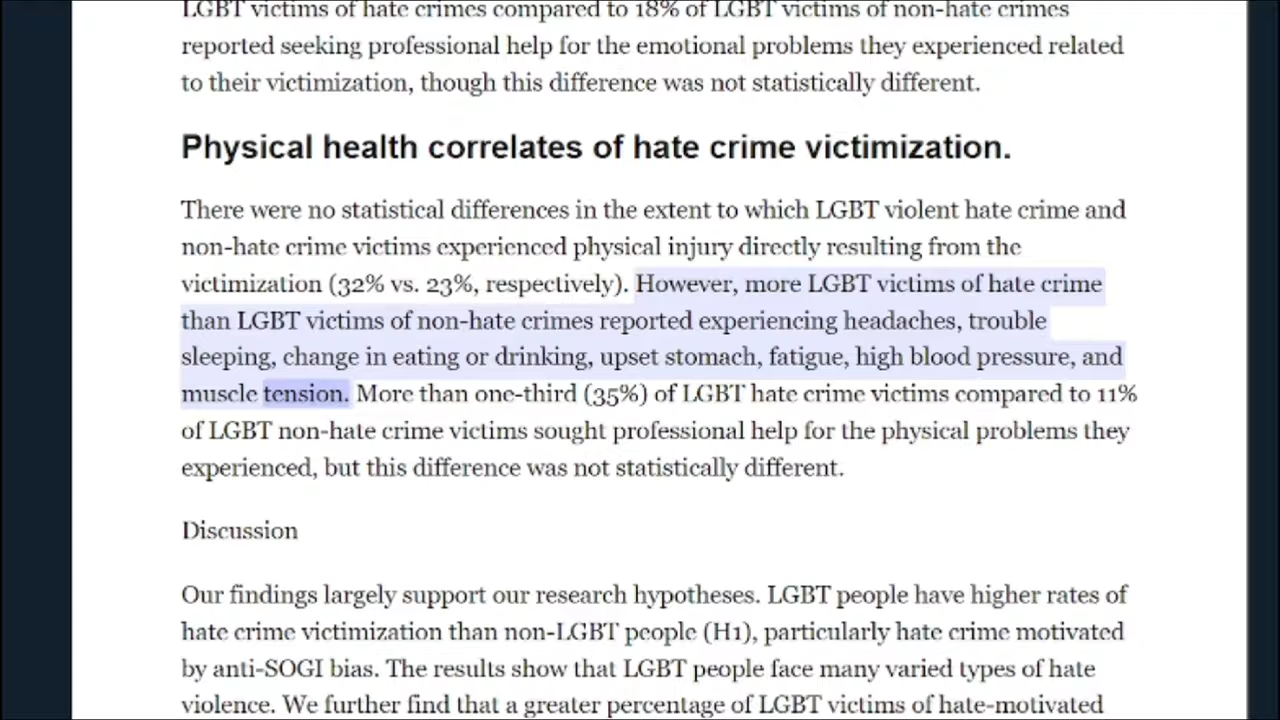 LGBT victims of hate crimes compared to 18% of LGBT victims of non-hate crimes
reported seeking professional help for the emotional problems they experienced related
to their victimization, though this difference was not statistically different.
Physical health correlates of hate crime victimization.
There were no statistical differences in the extent to which LGBT violent hate crime and
non-hate crime victims experienced physical injury directly resulting from the
victimization (32% vs. 23%, respectively). However, more LGBT victims of hate crime
than LGBT victims of non-hate crimes reported experiencing headaches, trouble
sleeping, change in eating or drinking, upset stomach, fatigue, high blood pressure, and
muscle tension. More than one-third (35%) of LGBT hate crime victims compared to 11%
of LGBT non-hate crime victims sought professional help for the physical problems they
experienced, but this difference was not statistically different.
Discussion
Our findings largely support our research hypotheses. LGBT people have higher rates of
hate crime victimization than non-LGBT people (H1), particularly hate crime motivated
by anti-SOGI bias. The results show that LGBT people face many varied types of hate
violence. We further find that a greater percentage of LGBT victims of hate-motivated